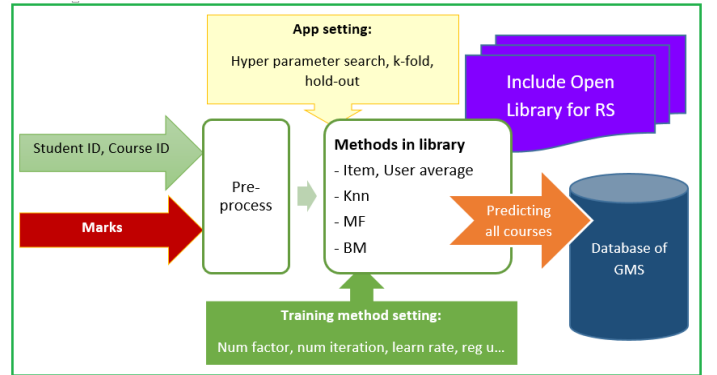 App setting:
Hyper parameter search, k-fold,
hold-out
Include Open
Library for RS
Student ID, Course ID
Marks
Pre-
process
Methods in library
- Item, User average
- Knn
- MF
- BM
Predicting
all courses
Database of
GMS
Training method setting:
Num factor, num iteration, learn rate, reg u...